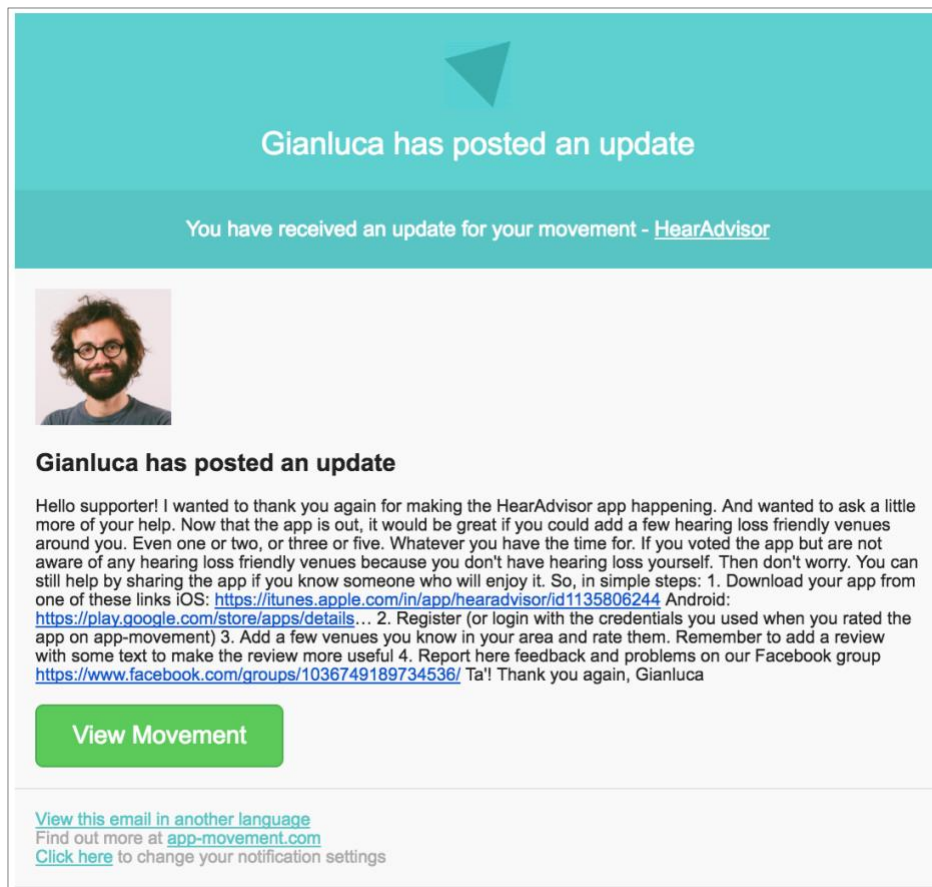 Gianluca has posted an update
You have received an update for your movement - HearAdvisor
Gianluca has posted an update
Hello supporter! I wanted to thank you again for making the HearAdvisor app happening. And wanted to ask a little
more of your help. Now that the app is out, it would be great if you could add a few hearing loss friendly venues
around you. Even one or two, or three or five. Whatever you have the time for. If you voted the app but are not
aware of any hearing loss friendly venues because you don't have hearing loss yourself. Then don't worry. You can
still help by sharing the app if you know someone who will enjoy it. So, in simple steps: 1. Download your app from
one of these links iOS: https://itunes.apple.com/in/app/hearadvisor/id1135806244 Android:
https://play.google.com/store/apps/details… 2. Register (or login with the credentials you used when you rated the
app on app-movement) 3. Add a few venues you know in your area and rate them. Remember to add a review
with some text to make the review more useful 4. Report here feedback and problems on our Facebook group
https://www.facebook.com/groups/1036749189734536/ Ta'! Thank you again, Gianluca
View Movement
View this email in another language
Find out more at app-movement.com
Click here to change your notification settings